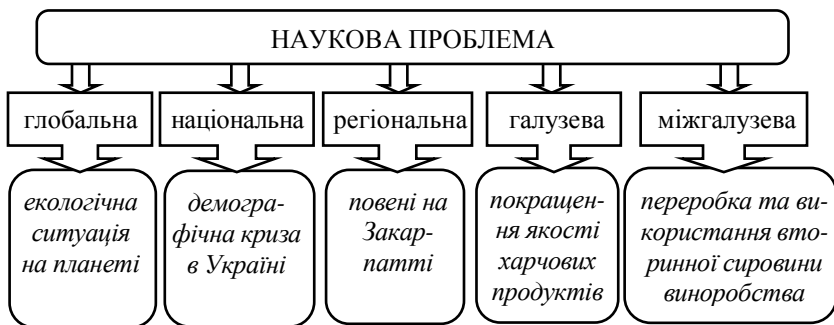 НАУКОВА ПРОБЛЕМА
глобальна
національна
регіональна
галузева
міжгалузева
екологічна
ситуація
на планеті
демогра-
фічна криза
в Україні
повені на
Закар-
патті
покращен-
ня якості
харчових
продуктів
переробка та ви-
користання вто-
ринної сировини
виноробства